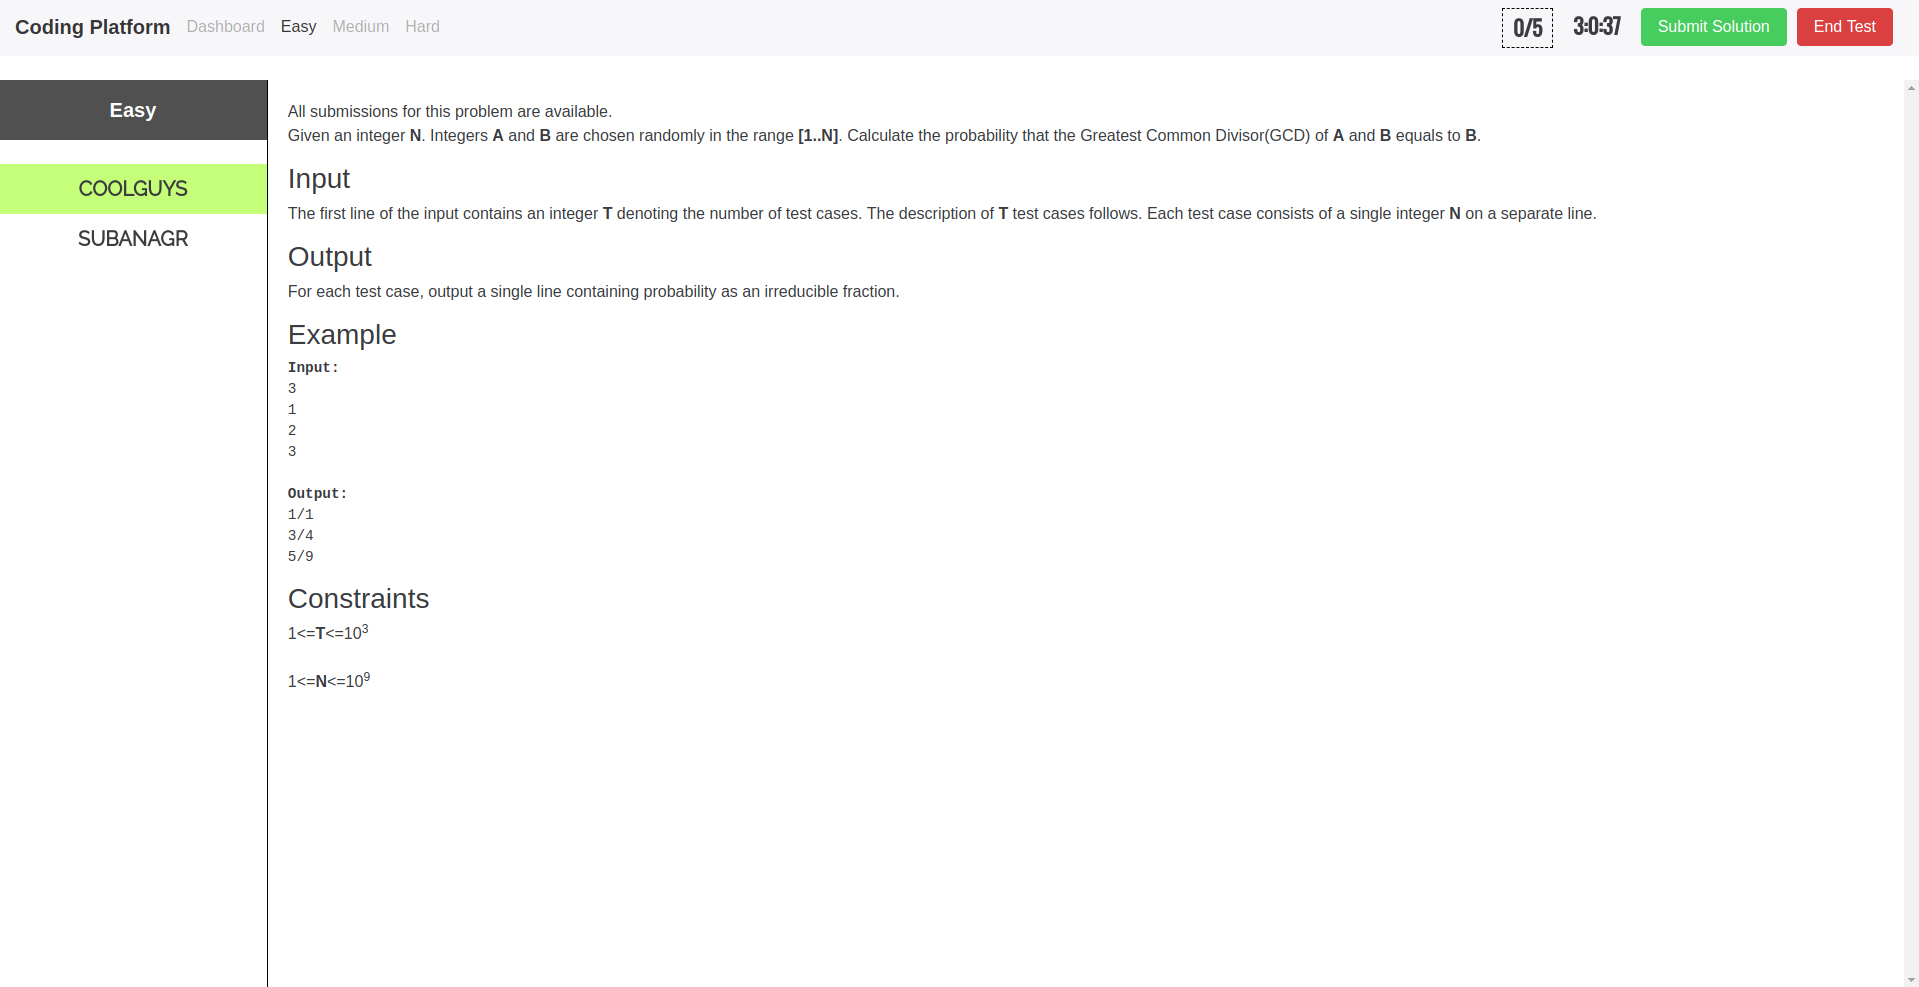 Coding Platform Dashboard Easy Medium Hard 0/5 3:0:37 Submit Solution End Test
Easy
COOLGUYS
SUBANAGR
All submissions for this problem are available.
Given an integer N. Integers A and B are chosen randomly in the range [1..N]. Calculate the probability that the Greatest Common Divisor(GCD) of A and B equals to B.
Input
The first line of the input contains an integer T denoting the number of test cases. The description of T test cases follows. Each test case consists of a single integer N on a separate line.
Output
For each test case, output a single line containing probability as an irreducible fraction.
Example
Input:
3
1
2
3
Output:
1/1
3/4
5/9
Constraints
1<=T<=10³
1<=N<=10⁹